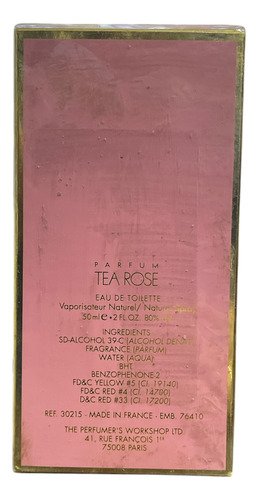 PARFUM
TEA ROSE
EAU DE TOILETTE
Vaporisateur Naturel/ Natural
50ml e • 2 FL.OZ. 80%
INGREDIENTS
SD-ALCOHOL 39-C (ALCOHOL DENAT.)
FRAGRANCE (PARFUM)
WATER (AQUA)
BHT
BENZOPHENONE-2
FD&C YELLOW #5 (CI. 19140)
FD&C RED #4 (CI. 14700)
D&C RED #33 (CI. 17200)
REF. 30215 - MADE IN FRANCE - EMB. 76410
THE PERFUMER'S WORKSHOP LTD
41, RUE FRANÇOIS 1ER
75008 PARIS